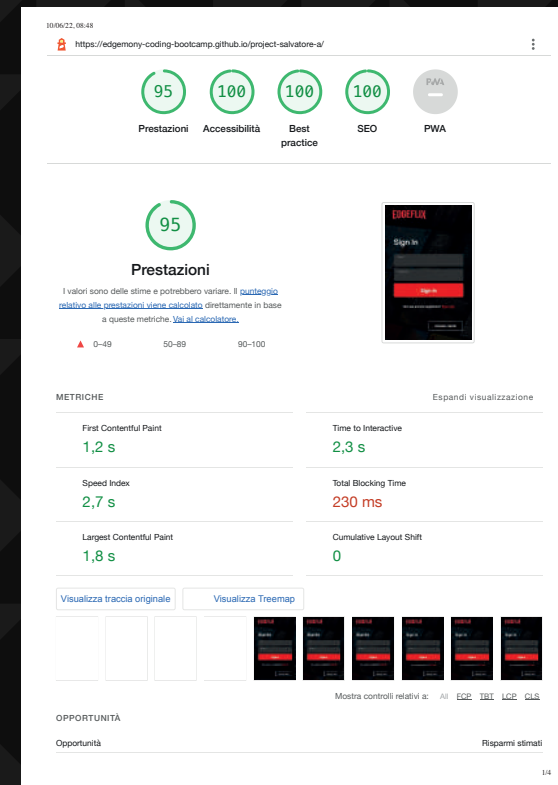 10/06/22, 08:48
https://edgemony-coding-bootcamp.github.io/project-salvatore-a/
95
100
100
100
PWA
Prestazioni
Accessibilità
Best
practice
SEO
PWA
95
Prestazioni
I valori sono delle stime e potrebbero variare. Il punteggio
relativo alle prestazioni viene calcolato direttamente in base
a queste metriche. Vai al calcolatore.
0–49
50–89
90–100
EDDEFLIX
Sign In
Sign In
METRICHE
Espandi visualizzazione
First Contentful Paint
1,2 s
Time to Interactive
2,3 s
Speed Index
2,7 s
Total Blocking Time
230 ms
Largest Contentful Paint
1,8 s
Cumulative Layout Shift
0
Visualizza traccia originale
Visualizza Treemap
Mostra controlli relativi a: All FCP TBT LCP CLS
OPPORTUNITÀ
Opportunità
Risparmi stimati
1/4